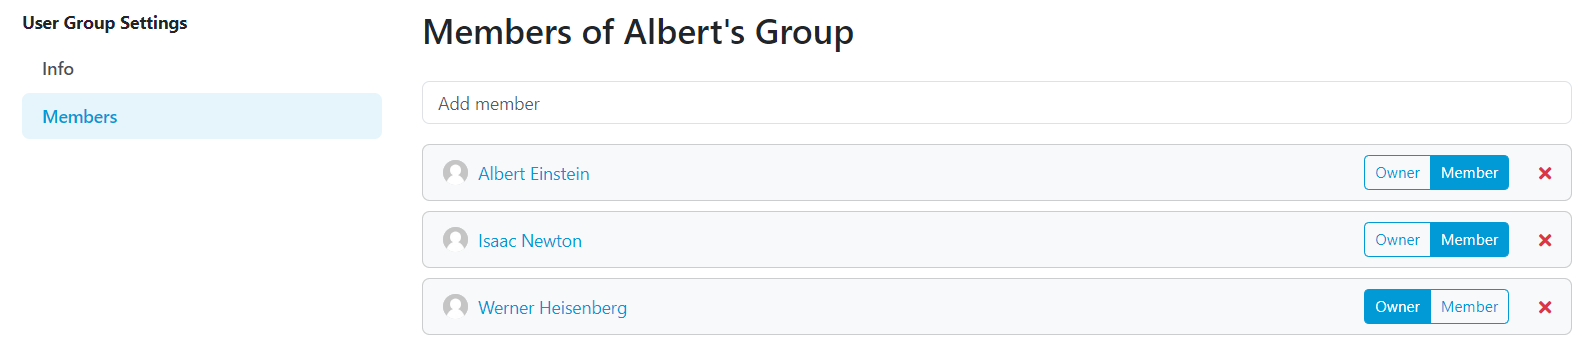 User Group Settings
Info
Members
Members of Albert's Group
Add member
Albert Einstein Owner Member
Isaac Newton Owner Member
Werner Heisenberg Owner Member